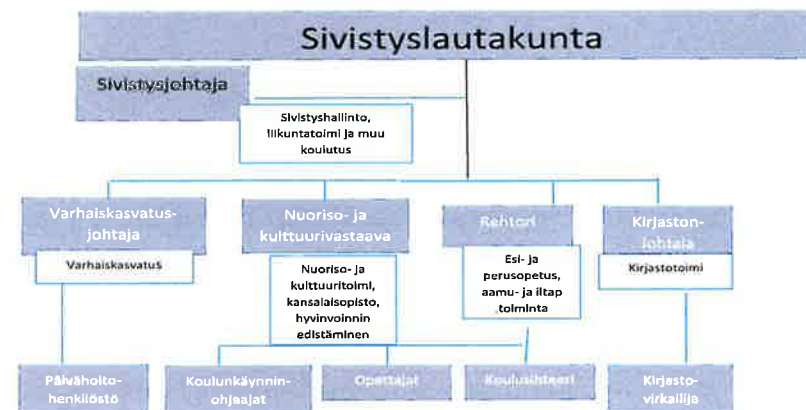 Sivistyslautakunta
Sivistysjohtaja
Sivistyshallinto,
liikuntatoimi ja muu
koulutus
Varhaiskasvatus-
johtaja
Varhaiskasvatus
Nuoriso- ja
kulttuurivastaava
Nuoriso- ja
kulttuuritoimi,
kansalaisopisto,
hyvinvoinnin
edistäminen
Rehtori
Esi- ja
perusopetus,
aamu- ja iltap
toiminta
Kirjaston-
johtaja
Kirjastotoimi
Päivähoito-
henkilöstö
Koulunkäynnin-
ohjaajat
Opettajat
Koulusihteeri
Kirjasto-
virkailija